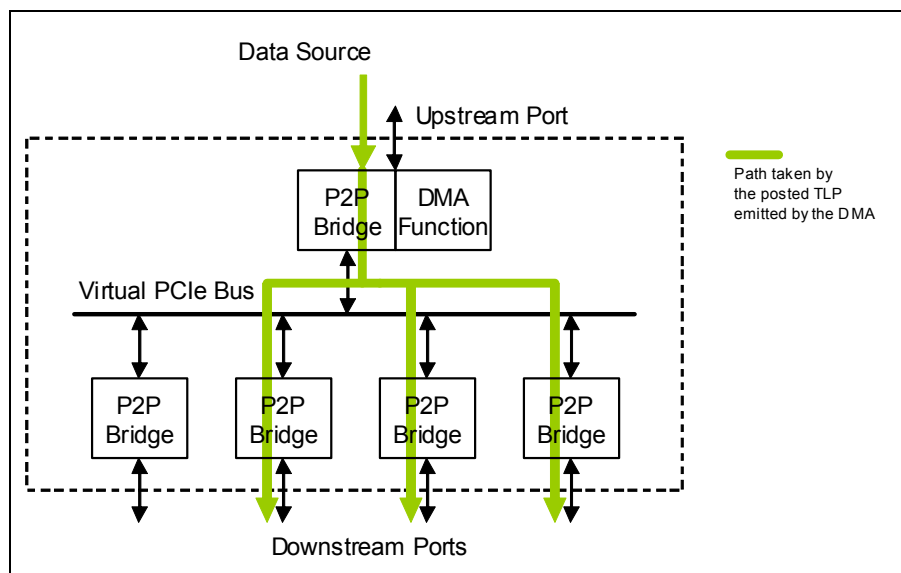 Data Source
Upstream Port
P2P
Bridge
DMA
Function
Path taken by
the posted TLP
emitted by the DMA
Virtual PCIe Bus
P2P
Bridge
P2P
Bridge
P2P
Bridge
P2P
Bridge
Downstream Ports